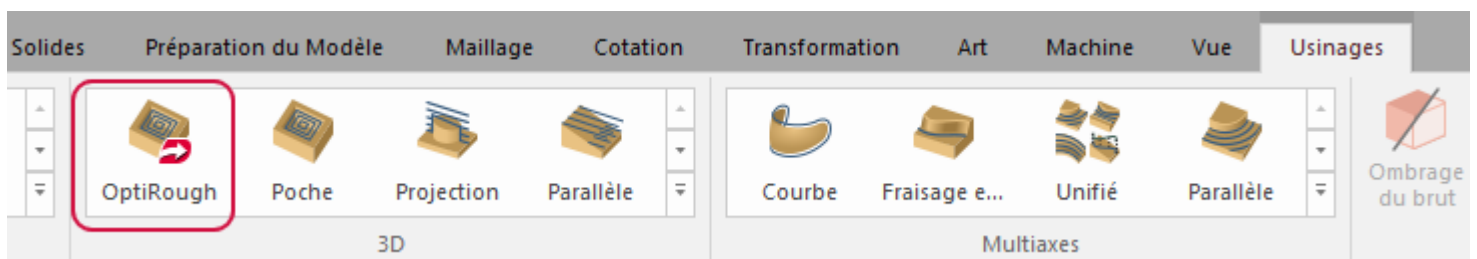 Solides Préparation du Modèle Maillage Cotation Transformation Art Machine Vue Usinages
OptiRough Poche Projection Parallèle Courbe Fraisage e... Unifié Parallèle Ombrage
du brut
3D Multiaxes